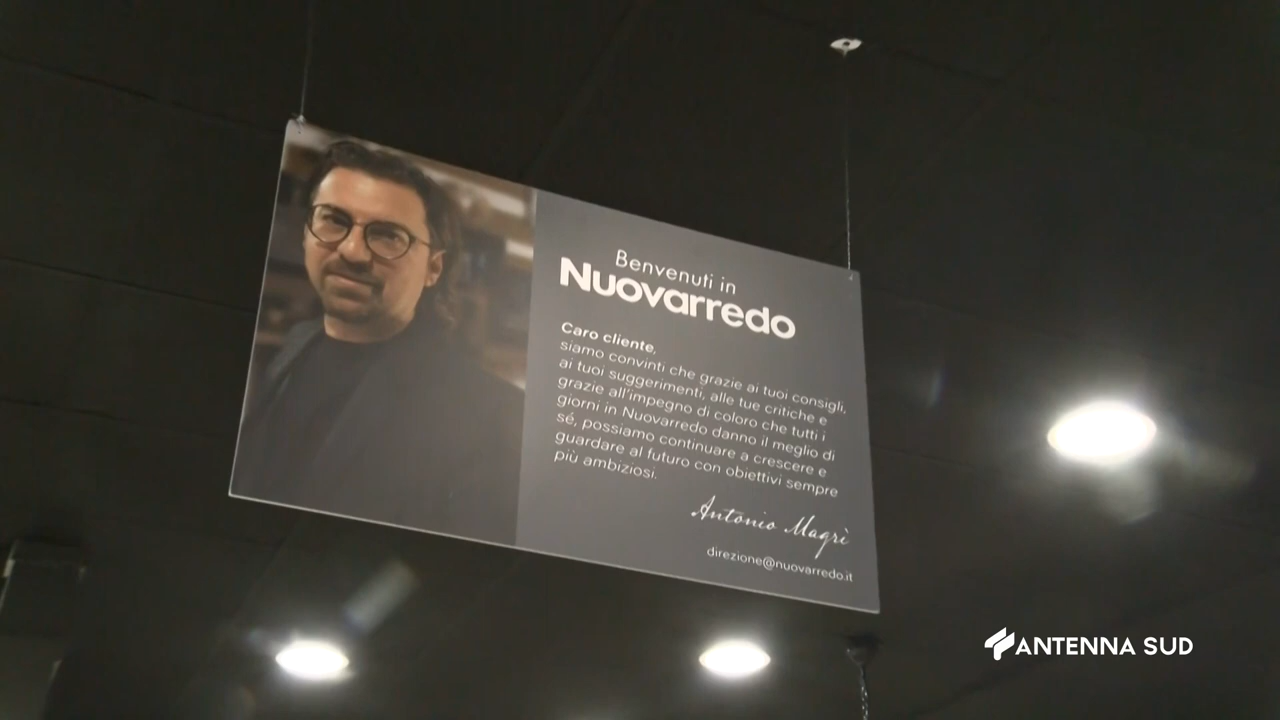 Benvenuti in
Nuovarredo
Caro cliente,
siamo convinti che grazie ai tuoi consigli,
ai tuoi suggerimenti, alle tue critiche e
grazie all'impegno di coloro che tutti i
giorni in Nuovarredo danno il meglio di
sé, possiamo continuare a crescere e
guardare al futuro con obiettivi sempre
più ambiziosi.
Antonio Magrì
direzione@nuovarredo.it
ANTENNA SUD